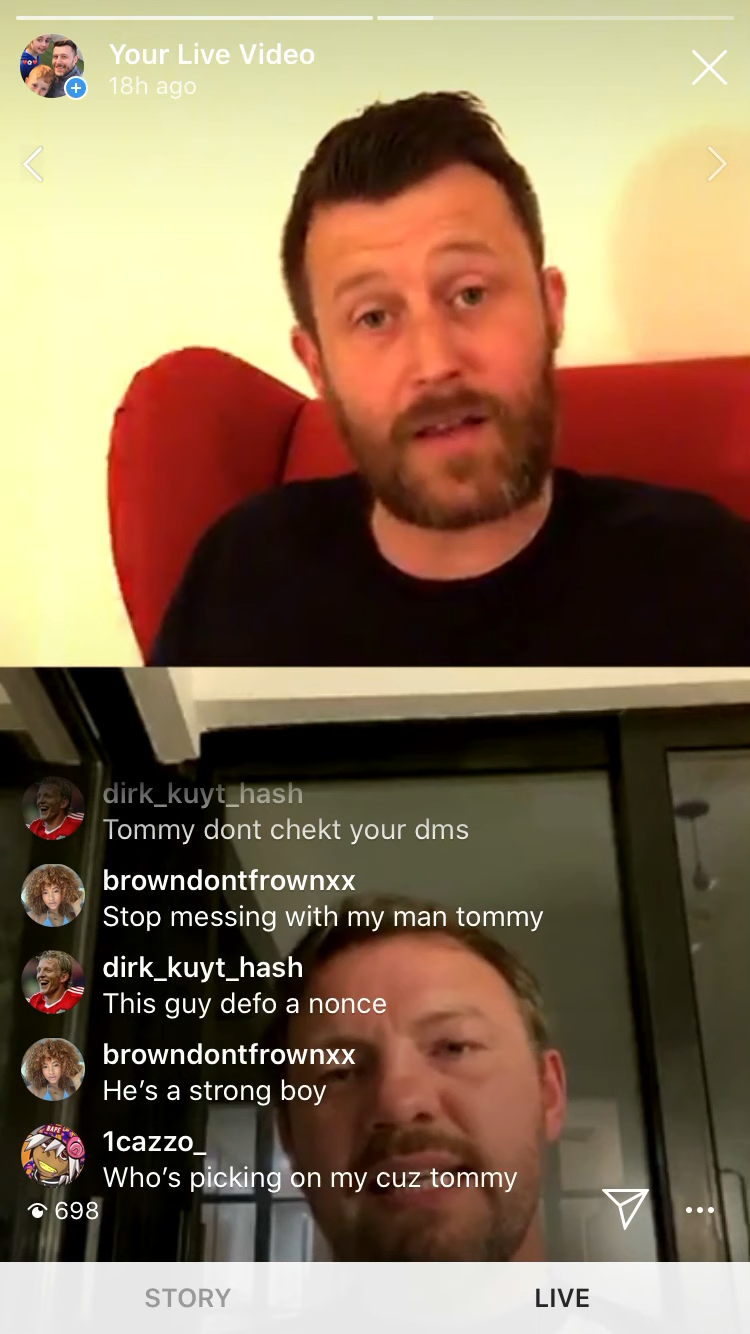 Your Live Video
18h ago
dirk_kuyt_hash
Tommy dont chekt your dms
browndontfrownxx
Stop messing with my man tommy
dirk_kuyt_hash
This guy defo a nonce
browndontfrownxx
He's a strong boy
1cazzo_
Who's picking on my cuz tommy
698
STORY
LIVE